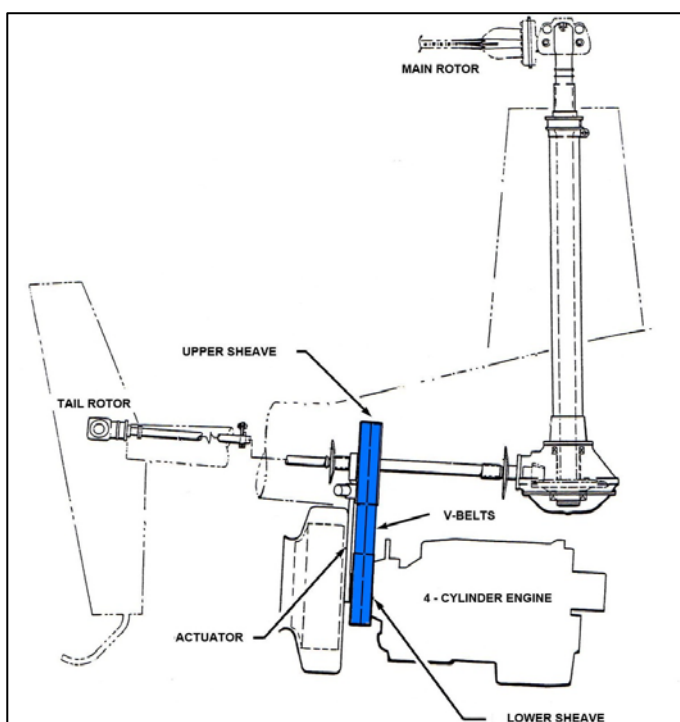 MAIN ROTOR
UPPER SHEAVE
TAIL ROTOR
V-BELTS
4 - CYLINDER ENGINE
ACTUATOR
LOWER SHEAVE